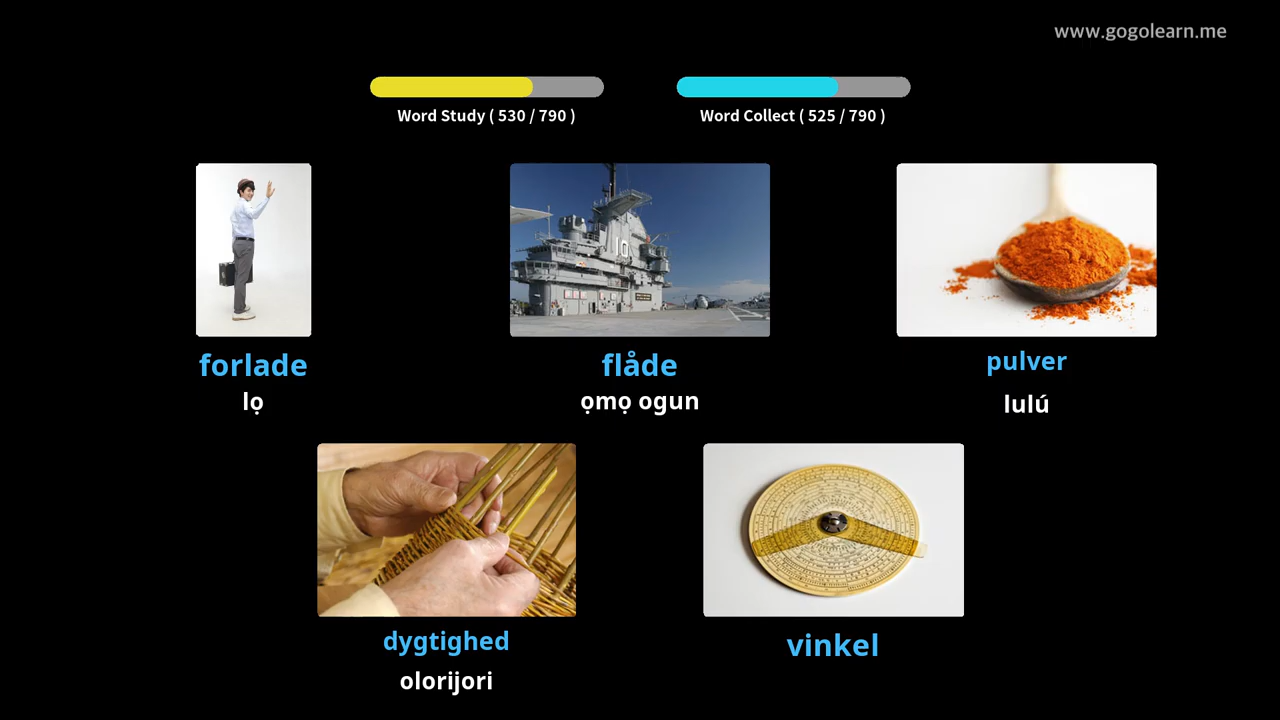 www.gogolearn.me
Word Study ( 530 / 790 )
Word Collect ( 525 / 790 )
10
forlade
flåde
pulver
lọ
ọmọ ogun
lulú
dygtighed
vinkel
olorijori